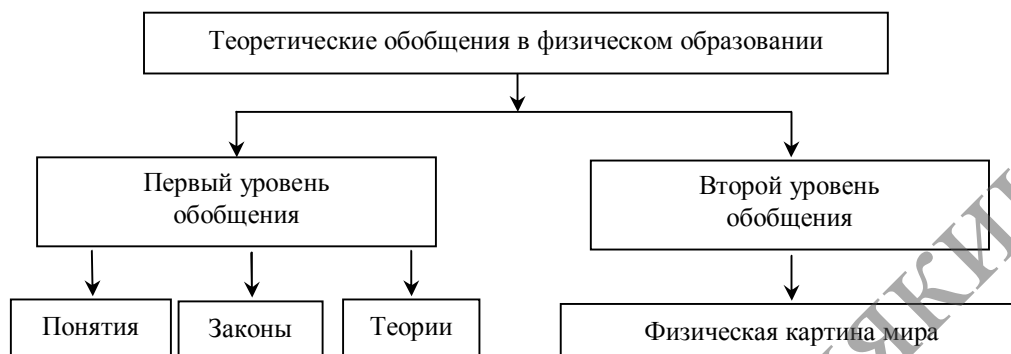 Теоретические обобщения в физическом образовании
Первый уровень
обобщения
Второй уровень
обобщения
Понятия
Законы
Теории
Физическая картина мира